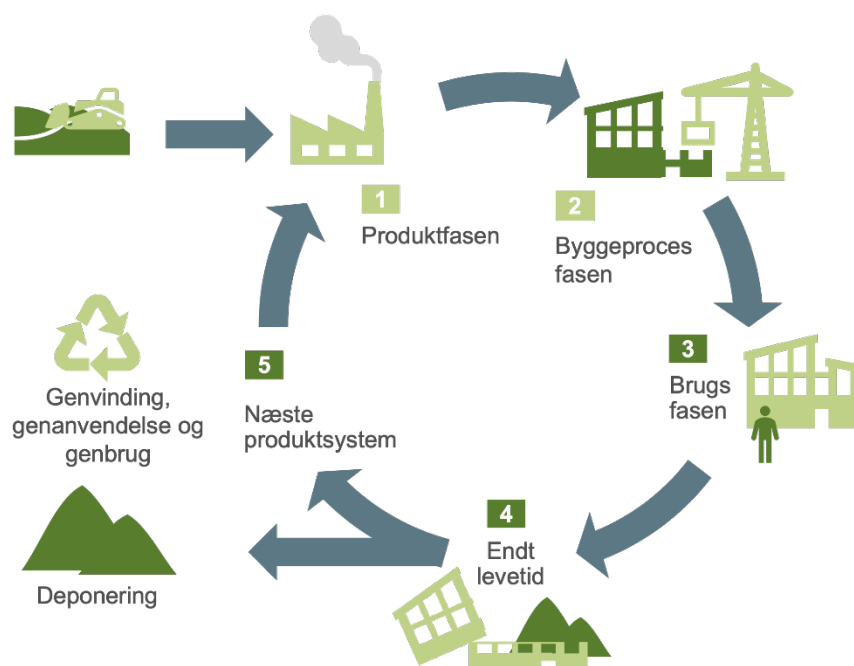 1
Produktfasen
2
Byggeproces
fasen
3
Brugs
fasen
4
Endt
levetid
5
Næste
produktsystem
Genvinding,
genanvendelse og
genbrug
Deponering